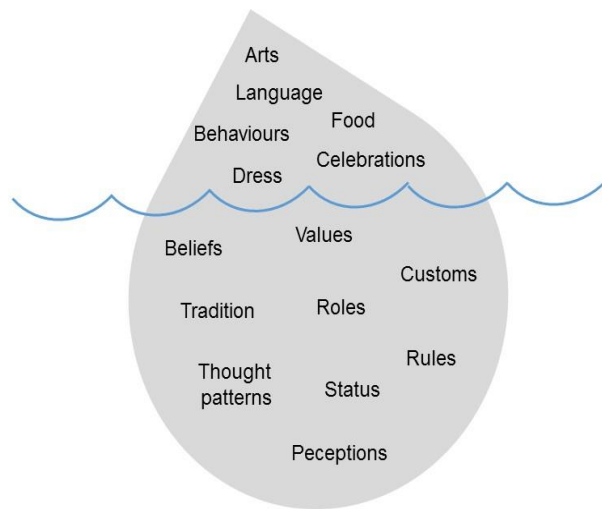 Arts
Language
Food
Behaviours
Celebrations
Dress
Values
Beliefs
Customs
Tradition
Roles
Rules
Thought
patterns
Status
Peceptions